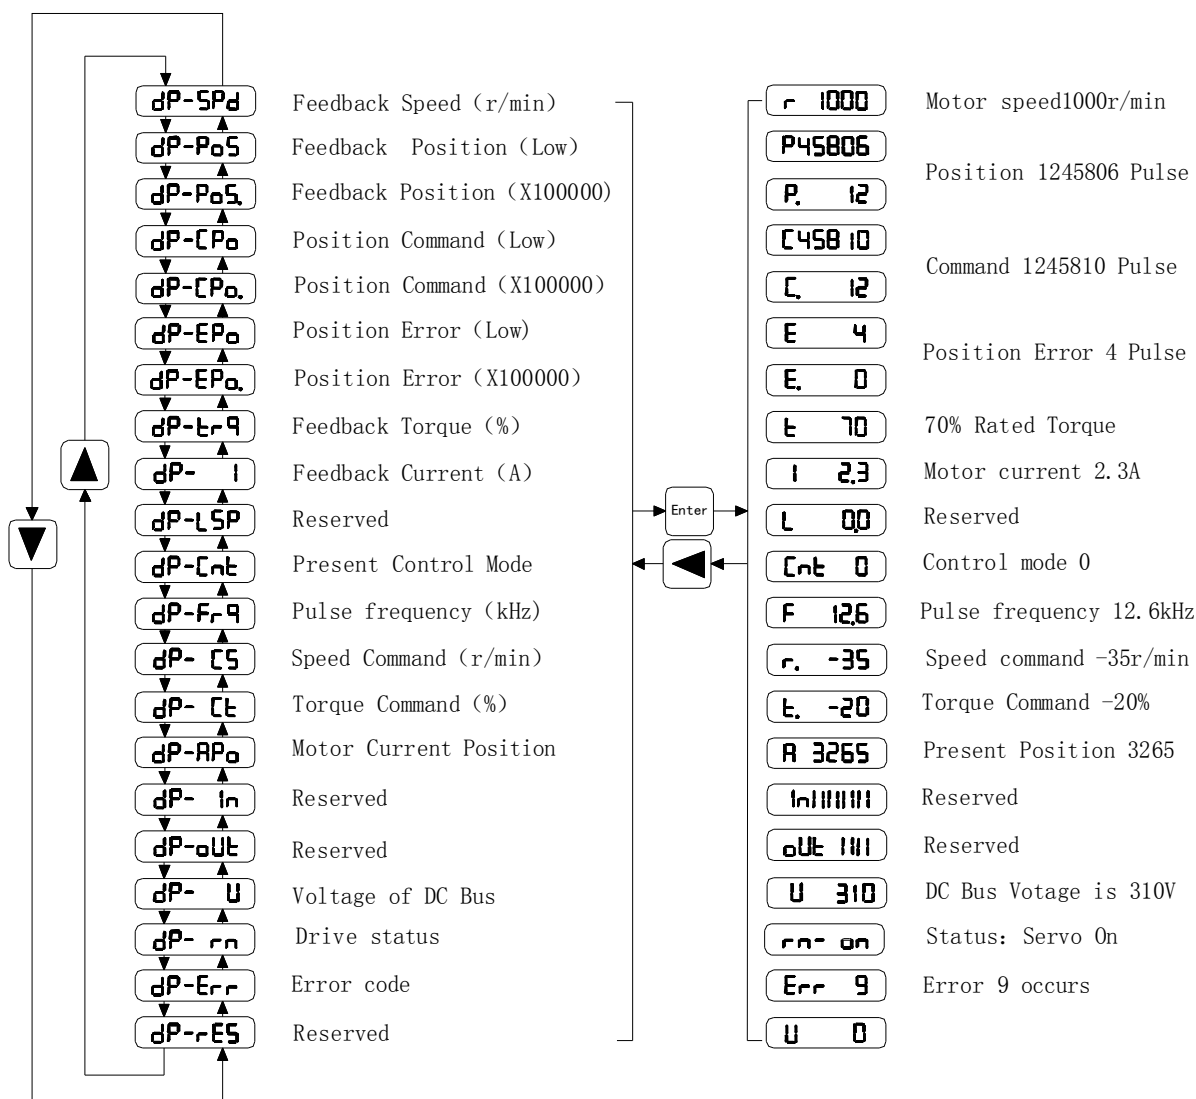 dP-SPd Feedback Speed (r/min) r 1000 Motor speed1000r/min
dP-PoS Feedback Position (Low) P45806
Position 1245806 Pulse
dP-PoS. Feedback Position (X100000) P. 12
dP-CPo Position Command (Low) C45810
Command 1245810 Pulse
dP-CPo. Position Command (X100000) C. 12
dP-EPo Position Error (Low) E 4
Position Error 4 Pulse
dP-EPo. Position Error (X100000) E. 0
dP-trq Feedback Torque (%) t 70 70% Rated Torque
dP- I Feedback Current (A) I 2.3 Motor current 2.3A
dP-LSP Reserved L 0.0 Reserved
Enter
dP-Cnt Present Control Mode Cnt 0 Control mode 0
dP-Frq Pulse frequency (kHz) F 12.6 Pulse frequency 12.6kHz
dP- CS Speed Command (r/min) r. -35 Speed command -35r/min
dP- Ct Torque Command (%) t. -20 Torque Command -20%
dP-APo Motor Current Position A 3265 Present Position 3265
dP- In Reserved In Reserved
dP-oUt Reserved oUt Reserved
dP- U Voltage of DC Bus U 310 DC Bus Votage is 310V
dP- rn Drive status rn- on Status: Servo On
dP-Err Error code Err 9 Error 9 occurs
dP-rES Reserved U 0